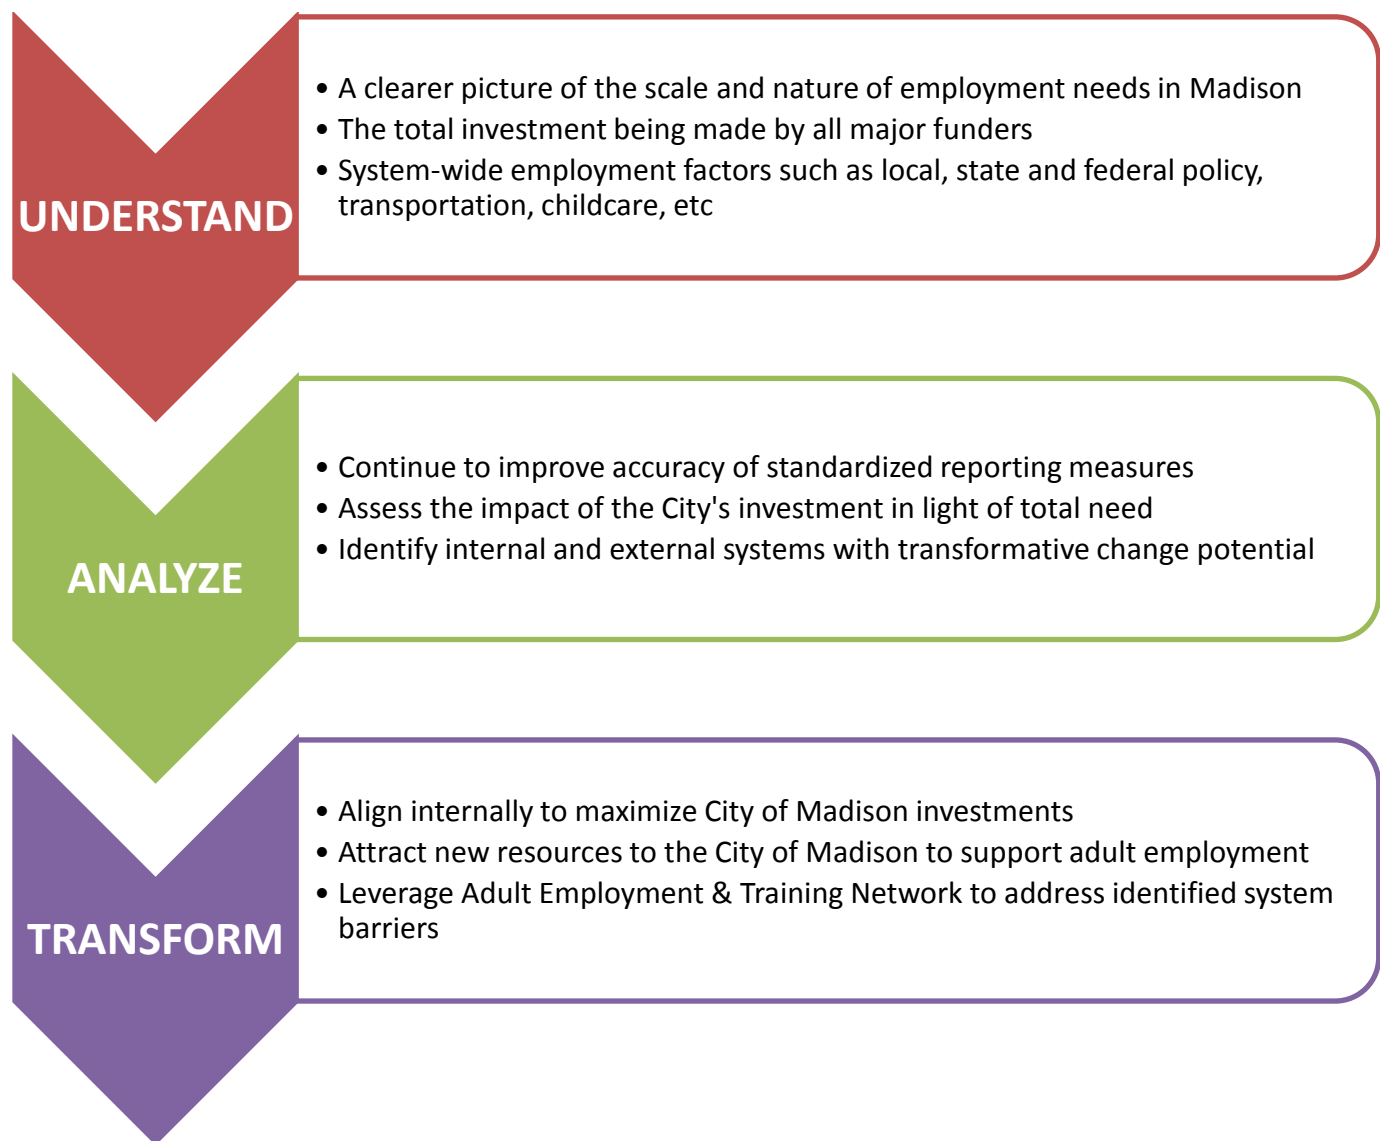 UNDERSTAND
• A clearer picture of the scale and nature of employment needs in Madison
• The total investment being made by all major funders
• System-wide employment factors such as local, state and federal policy,
transportation, childcare, etc
ANALYZE
• Continue to improve accuracy of standardized reporting measures
• Assess the impact of the City's investment in light of total need
• Identify internal and external systems with transformative change potential
TRANSFORM
• Align internally to maximize City of Madison investments
• Attract new resources to the City of Madison to support adult employment
• Leverage Adult Employment & Training Network to address identified system
barriers